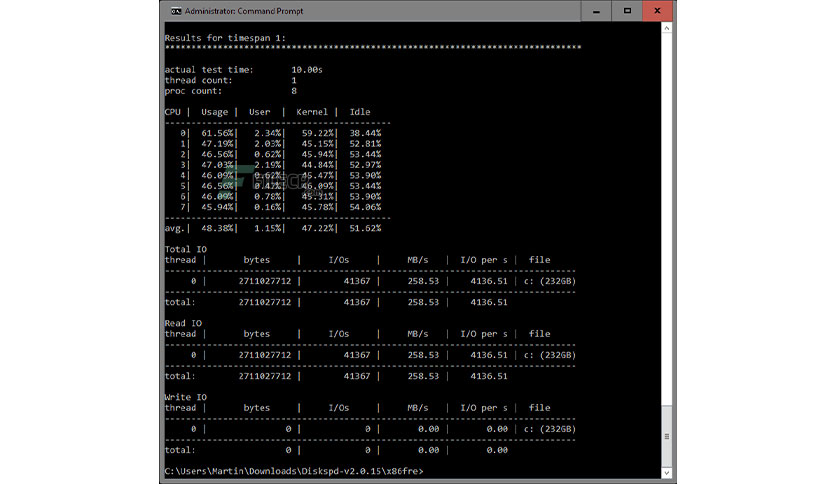 Administrator: Command Prompt
Results for timespan 1:
*******************************************************************************
actual test time:       10.00s
thread count:           1
proc count:             8
CPU |  Usage |  User  |  Kernel |  Idle
-------------------------------------------
   0|  61.56%|   2.34%|   59.22%|  38.44%
   1|  47.19%|   2.03%|   45.15%|  52.81%
   2|  46.56%|   0.62%|   45.94%|  53.44%
   3|  47.03%|   2.19%|   44.84%|  52.97%
   4|  46.09%|   0.62%|   45.47%|  53.90%
   5|  46.56%|   0.47%|   46.09%|  53.44%
   6|  46.09%|   0.78%|   45.31%|  53.90%
   7|  45.94%|   0.16%|   45.78%|  54.06%
-------------------------------------------
avg.|  48.38%|   1.15%|   47.22%|  51.62%
Total IO
thread |       bytes     |     I/Os     |     MB/s   |  I/O per s |  file
------------------------------------------------------------------------------
     0 |      2711027712 |        41367 |     258.53 |    4136.51 | c: (232GB)
------------------------------------------------------------------------------
total:        2711027712 |        41367 |     258.53 |    4136.51
Read IO
thread |       bytes     |     I/Os     |     MB/s   |  I/O per s |  file
------------------------------------------------------------------------------
     0 |      2711027712 |        41367 |     258.53 |    4136.51 | c: (232GB)
------------------------------------------------------------------------------
total:        2711027712 |        41367 |     258.53 |    4136.51
Write IO
thread |       bytes     |     I/Os     |     MB/s   |  I/O per s |  file
------------------------------------------------------------------------------
     0 |               0 |            0 |       0.00 |       0.00 | c: (232GB)
------------------------------------------------------------------------------
total:                 0 |            0 |       0.00 |       0.00
C:\Users\Martin\Downloads\Diskspd-v2.0.15\x86fre>